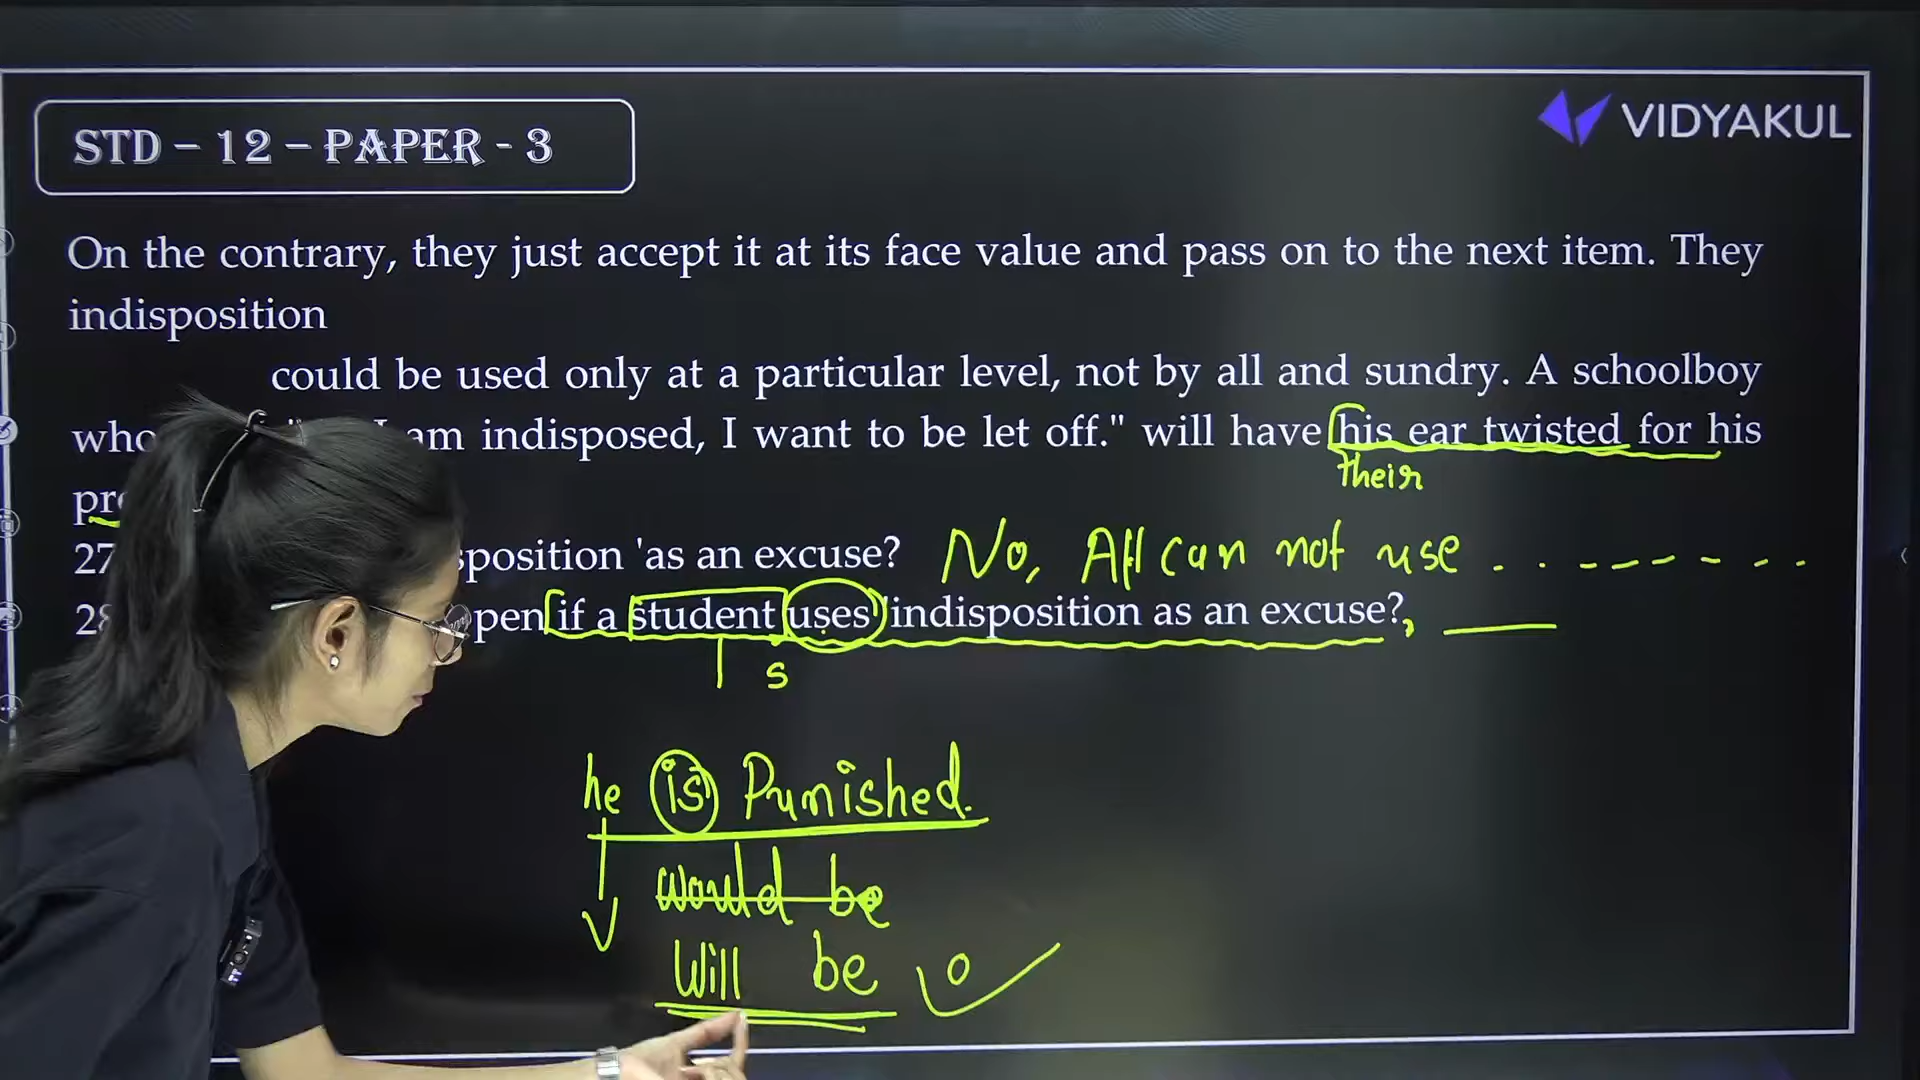 STD – 12 – PAPER - 3
VIDYAKUL
On the contrary, they just accept it at its face value and pass on to the next item. They
indisposition
could be used only at a particular level, not by all and sundry. A schoolboy
who am indisposed, I want to be let off." will have his ear twisted for his
their
27 sposition 'as an excuse? No, All can not use . . - - - - - . .
28 pen if a student uses 'indisposition as an excuse?, ____
s
he is Punished.
would be
Will be